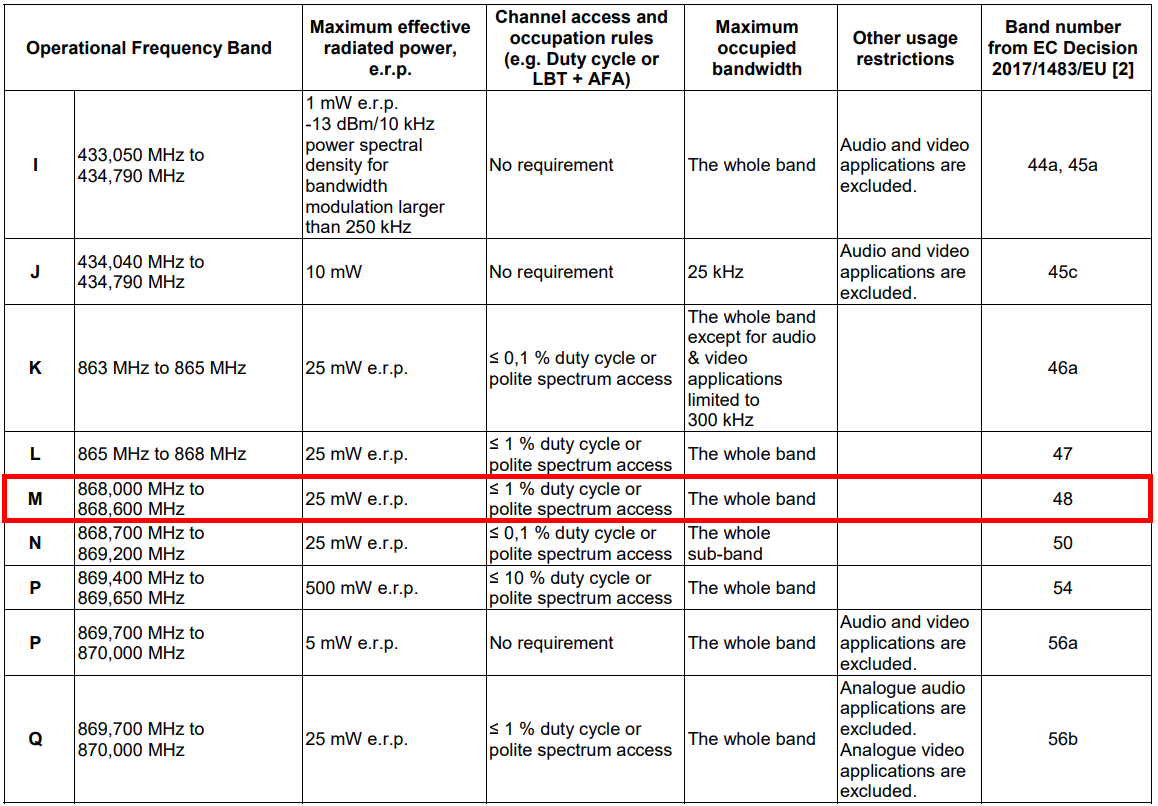 Operational Frequency Band
Maximum effective
radiated power,
e.r.p.
Channel access and
occupation rules
(e.g. Duty cycle or
LBT + AFA)
Maximum
occupied
bandwidth
Other usage
restrictions
Band number
from EC Decision
2017/1483/EU [2]
I
433,050 MHz to
434,790 MHz
1 mW e.r.p.
-13 dBm/10 kHz
power spectral
density for
bandwidth
modulation larger
than 250 kHz
No requirement
The whole band
Audio and video
applications are
excluded.
44a, 45a
J
434,040 MHz to
434,790 MHz
10 mW
No requirement
25 kHz
Audio and video
applications are
excluded.
45c
K
863 MHz to 865 MHz
25 mW e.r.p.
≤ 0,1 % duty cycle or
polite spectrum access
The whole band
except for audio
& video
applications
limited to
300 kHz
46a
L
865 MHz to 868 MHz
25 mW e.r.p.
≤ 1 % duty cycle or
polite spectrum access
The whole band
47
M
868,000 MHz to
868,600 MHz
25 mW e.r.p.
≤ 1 % duty cycle or
polite spectrum access
The whole band
48
N
868,700 MHz to
869,200 MHz
25 mW e.r.p.
≤ 0,1 % duty cycle or
polite spectrum access
The whole
sub-band
50
P
869,400 MHz to
869,650 MHz
500 mW e.r.p.
≤ 10 % duty cycle or
polite spectrum access
The whole band
54
P
869,700 MHz to
870,000 MHz
5 mW e.r.p.
No requirement
The whole band
Audio and video
applications are
excluded.
56a
Q
869,700 MHz to
870,000 MHz
25 mW e.r.p.
≤ 1 % duty cycle or
polite spectrum access
The whole band
Analogue audio
applications are
excluded.
Analogue video
applications are
excluded.
56b